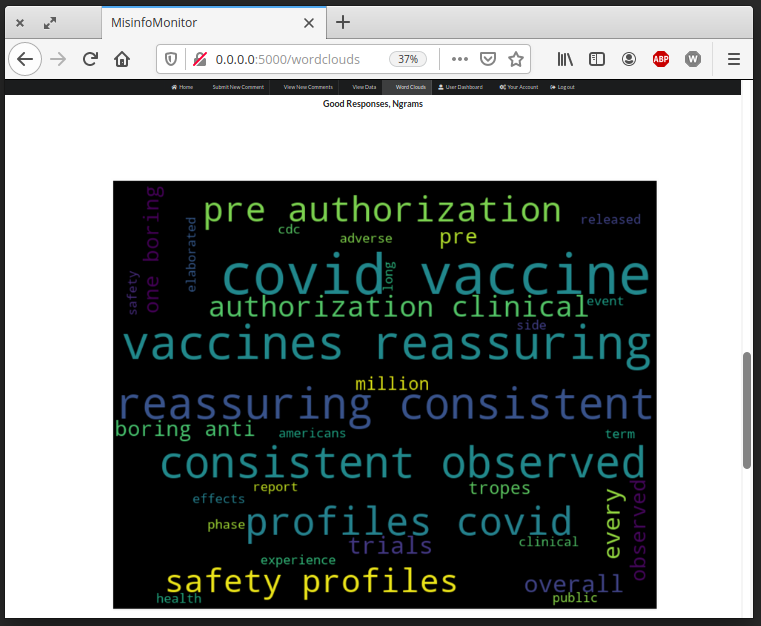 MisinfoMonitor
0.0.0.0:5000/wordclouds
37%
ABP
W
Home Submit New Comment View New Comments View Data Word Clouds User Dashboard Your Account Log out
Good Responses, Ngrams
one boring
pre authorization
released
elaborated
cdc
adverse
pre
safety
covid vaccine
long
authorization clinical
event
side
vaccines reassuring
million
reassuring consistent
boring anti
americans
term
consistent observed
report
tropes
effects
every
observed
phase
profiles covid
trials
clinical
experience
safety profiles
overall
health
public